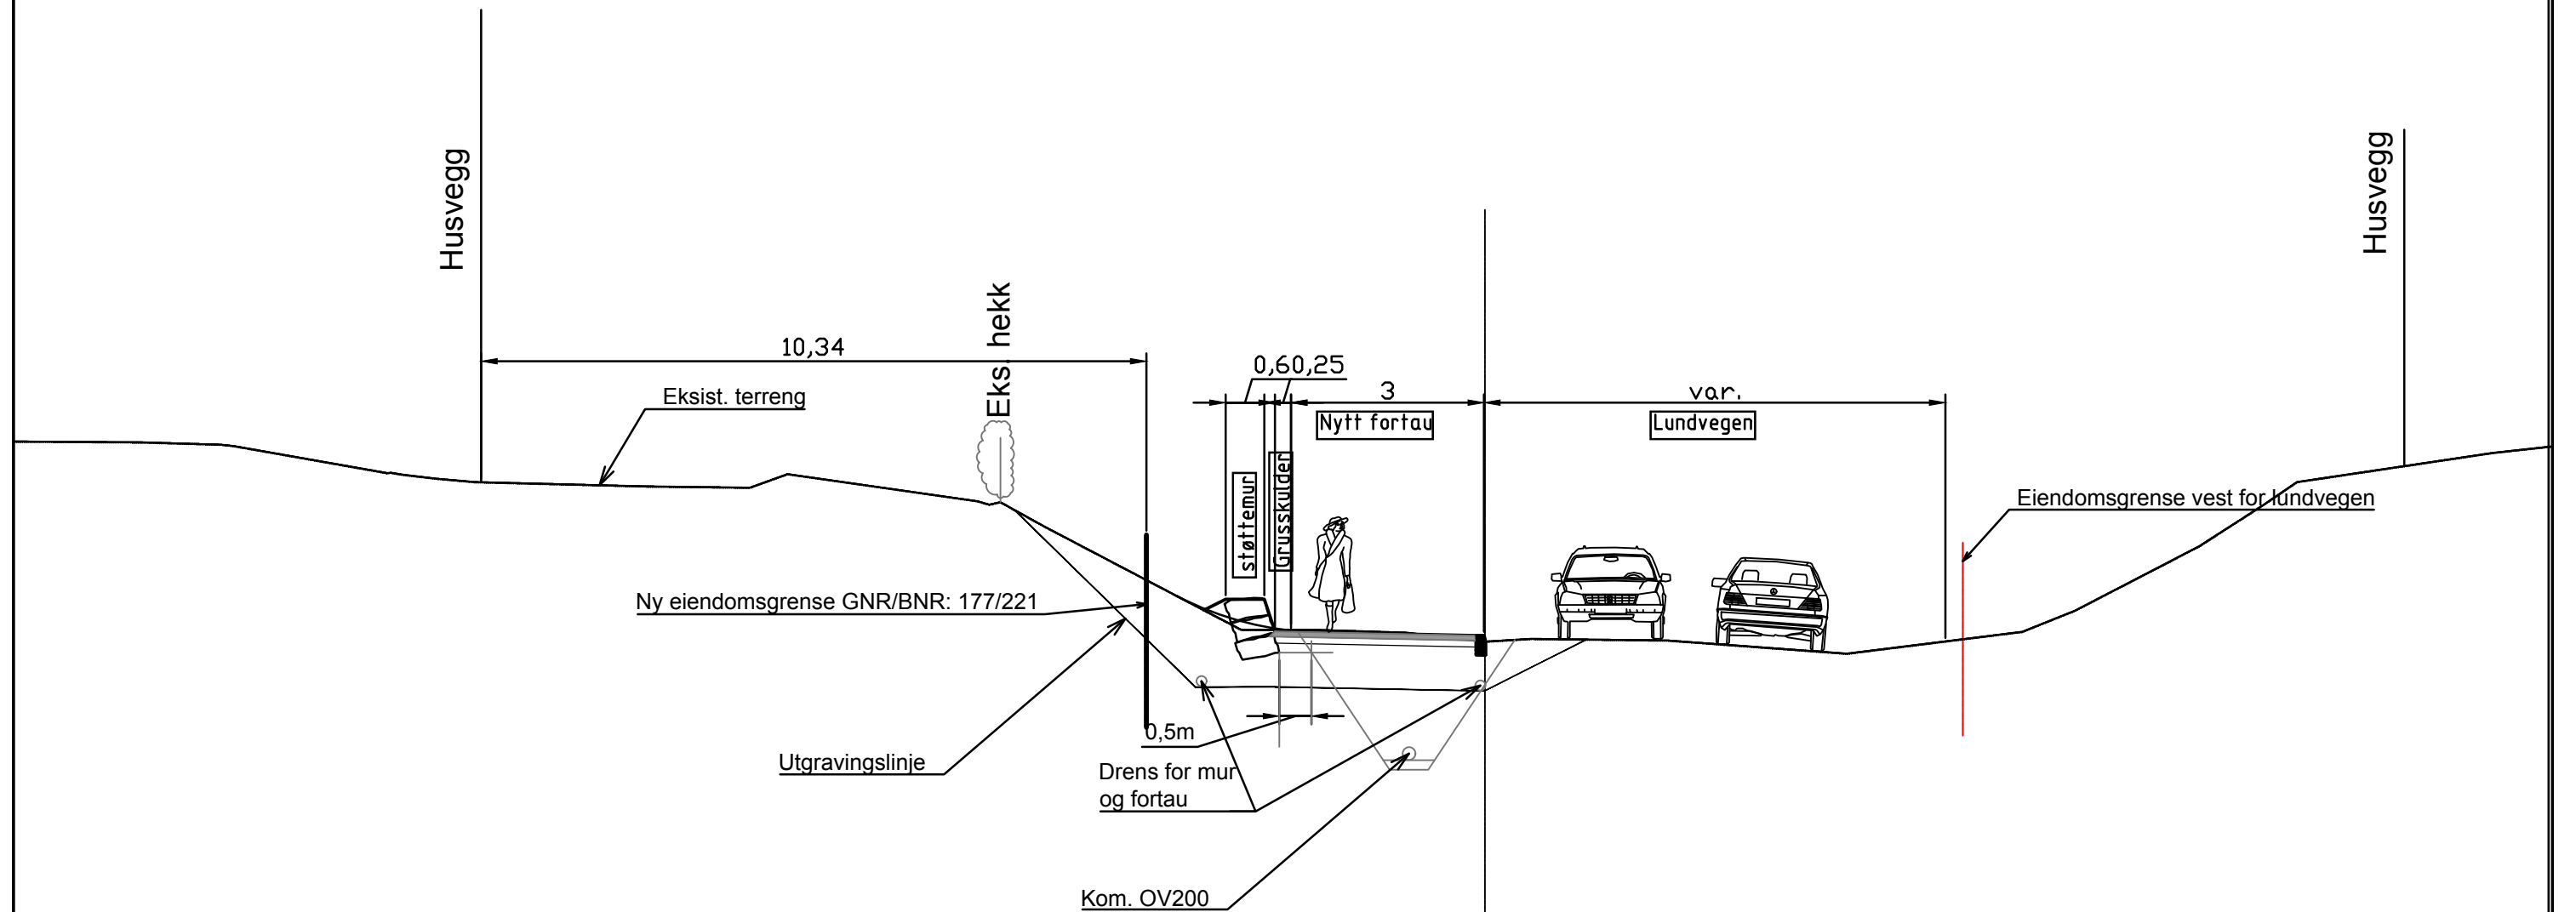 Husvegg
Husvegg
Eks. hekk
10,34
0,60,25
3
var.
Eksist. terreng
Nytt fortau
Lundvegen
støttemur
Grusskulder
Eiendomsgrense vest for lundvegen
Ny eiendomsgrense GNR/BNR: 177/221
0,5m
Utgravingslinje
Drens for mur
og fortau
Kom. OV200